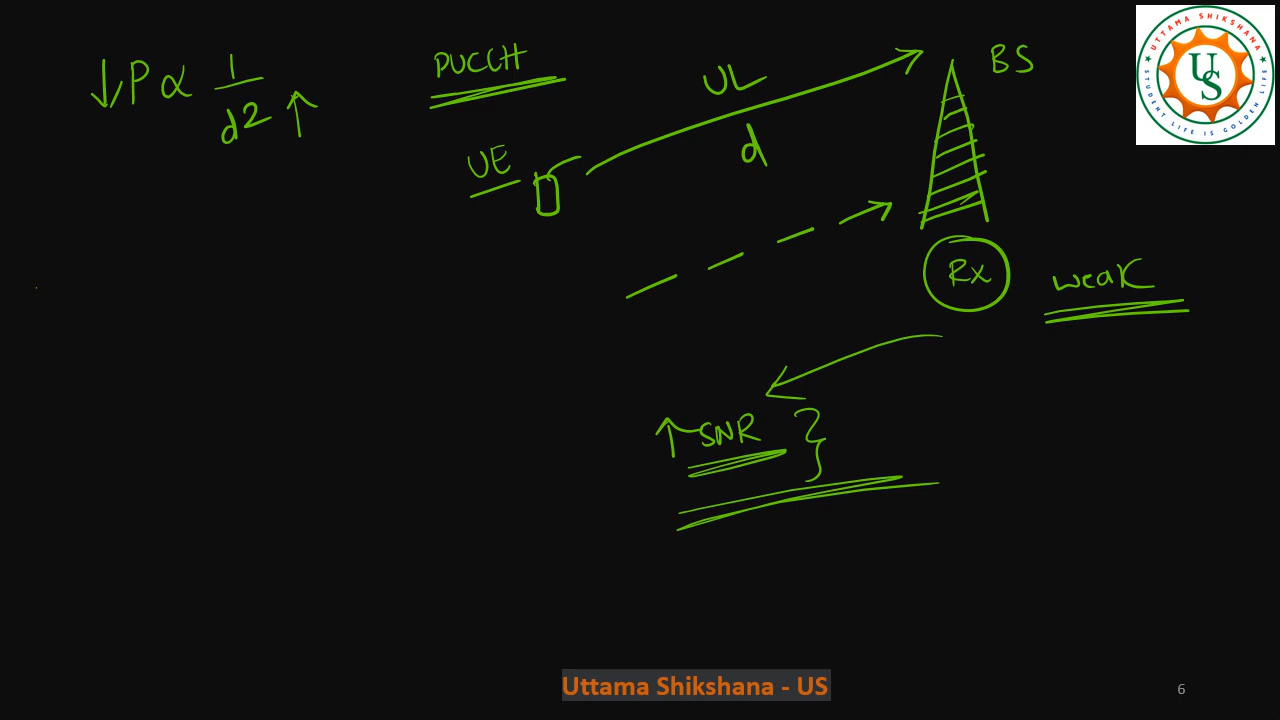 ↓P ∝ 1/d2 ↑
PUCCH
UL
BS
d
UE
Rx
weak
↑ SNR }
UTTAMA SHIKSHANA
US
STUDENT LIFE IS GOLDEN LIFE
Uttama Shikshana - US
6